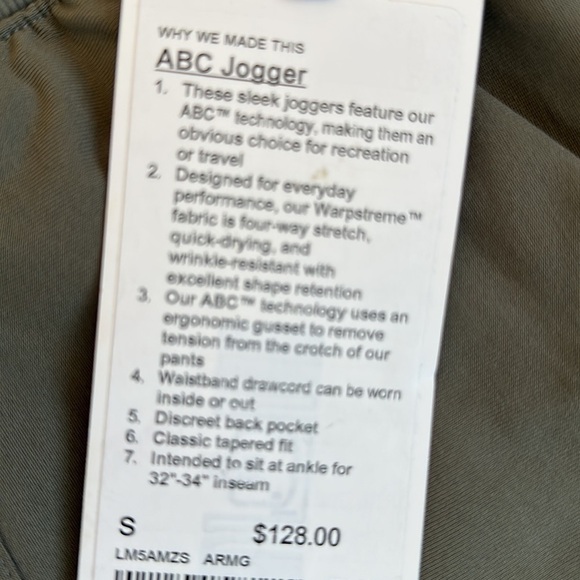 WHY WE MADE THIS
ABC Jogger
1. These sleek joggers feature our
ABC™ technology, making them an
obvious choice for recreation
or travel
2. Designed for everyday
performance, our Warpstreme™
fabric is four-way stretch,
quick-drying, and
wrinkle-resistant with
excellent shape retention
3. Our ABC™ technology uses an
ergonomic gusset to remove
tension from the crotch of our
pants
4. Waistband drawcord can be worn
inside or out
5. Discreet back pocket
6. Classic tapered fit
7. Intended to sit at ankle for
32"-34" inseam
S $128.00
LM5AMZS ARMG